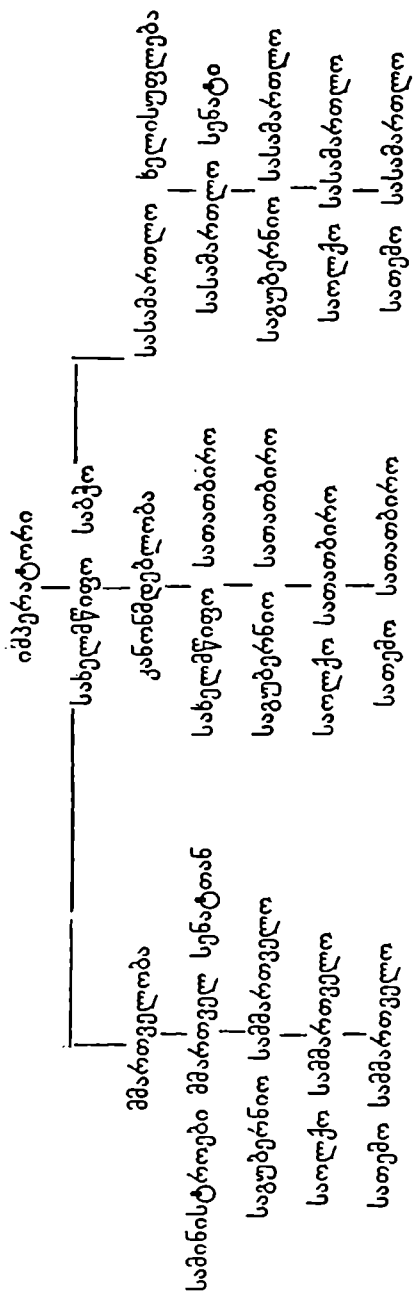 იმპერატორი
სახელმწიფო საბჭო
მმართველობა
სამინისტროები მმართველ სენატთან
საგუბერნიო სამმართველო
საოლქო სამმართველო
სათემო სამმართველო
კანონმდებლობა
სახელმწიფო სათათბირო
საგუბერნიო სათათბირო
საოლქო სათათბირო
სათემო სათათბირო
სასამართლო ხელისუფლება
სასამართლო სენატი
საგუბერნიო სასამართლო
საოლქო სასამართლო
სათემო სასამართლო